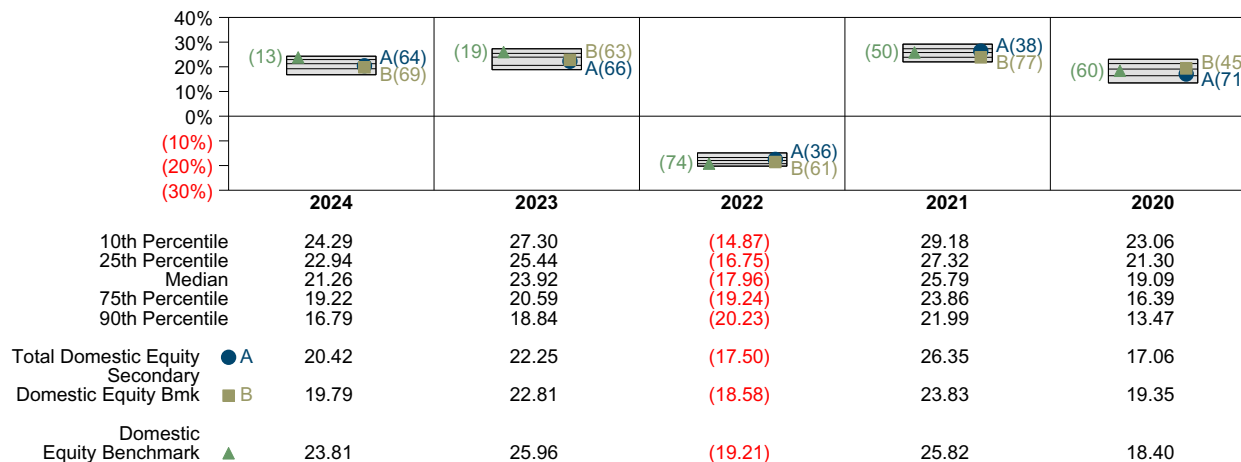 40%
30%
20%
10%
0%
(10%)
(20%)
(30%)
(13) A(64)
B(69)
(19) B(63)
A(66)
(74) A(36)
B(61)
(50) A(38)
B(77)
(60) B(45)
A(71)
2024 2023 2022 2021 2020
10th Percentile 24.29 27.30 (14.87) 29.18 23.06
25th Percentile 22.94 25.44 (16.75) 27.32 21.30
Median 21.26 23.92 (17.96) 25.79 19.09
75th Percentile 19.22 20.59 (19.24) 23.86 16.39
90th Percentile 16.79 18.84 (20.23) 21.99 13.47
Total Domestic Equity A 20.42 22.25 (17.50) 26.35 17.06
Secondary
Domestic Equity Bmk B 19.79 22.81 (18.58) 23.83 19.35
Domestic
Equity Benchmark 23.81 25.96 (19.21) 25.82 18.40